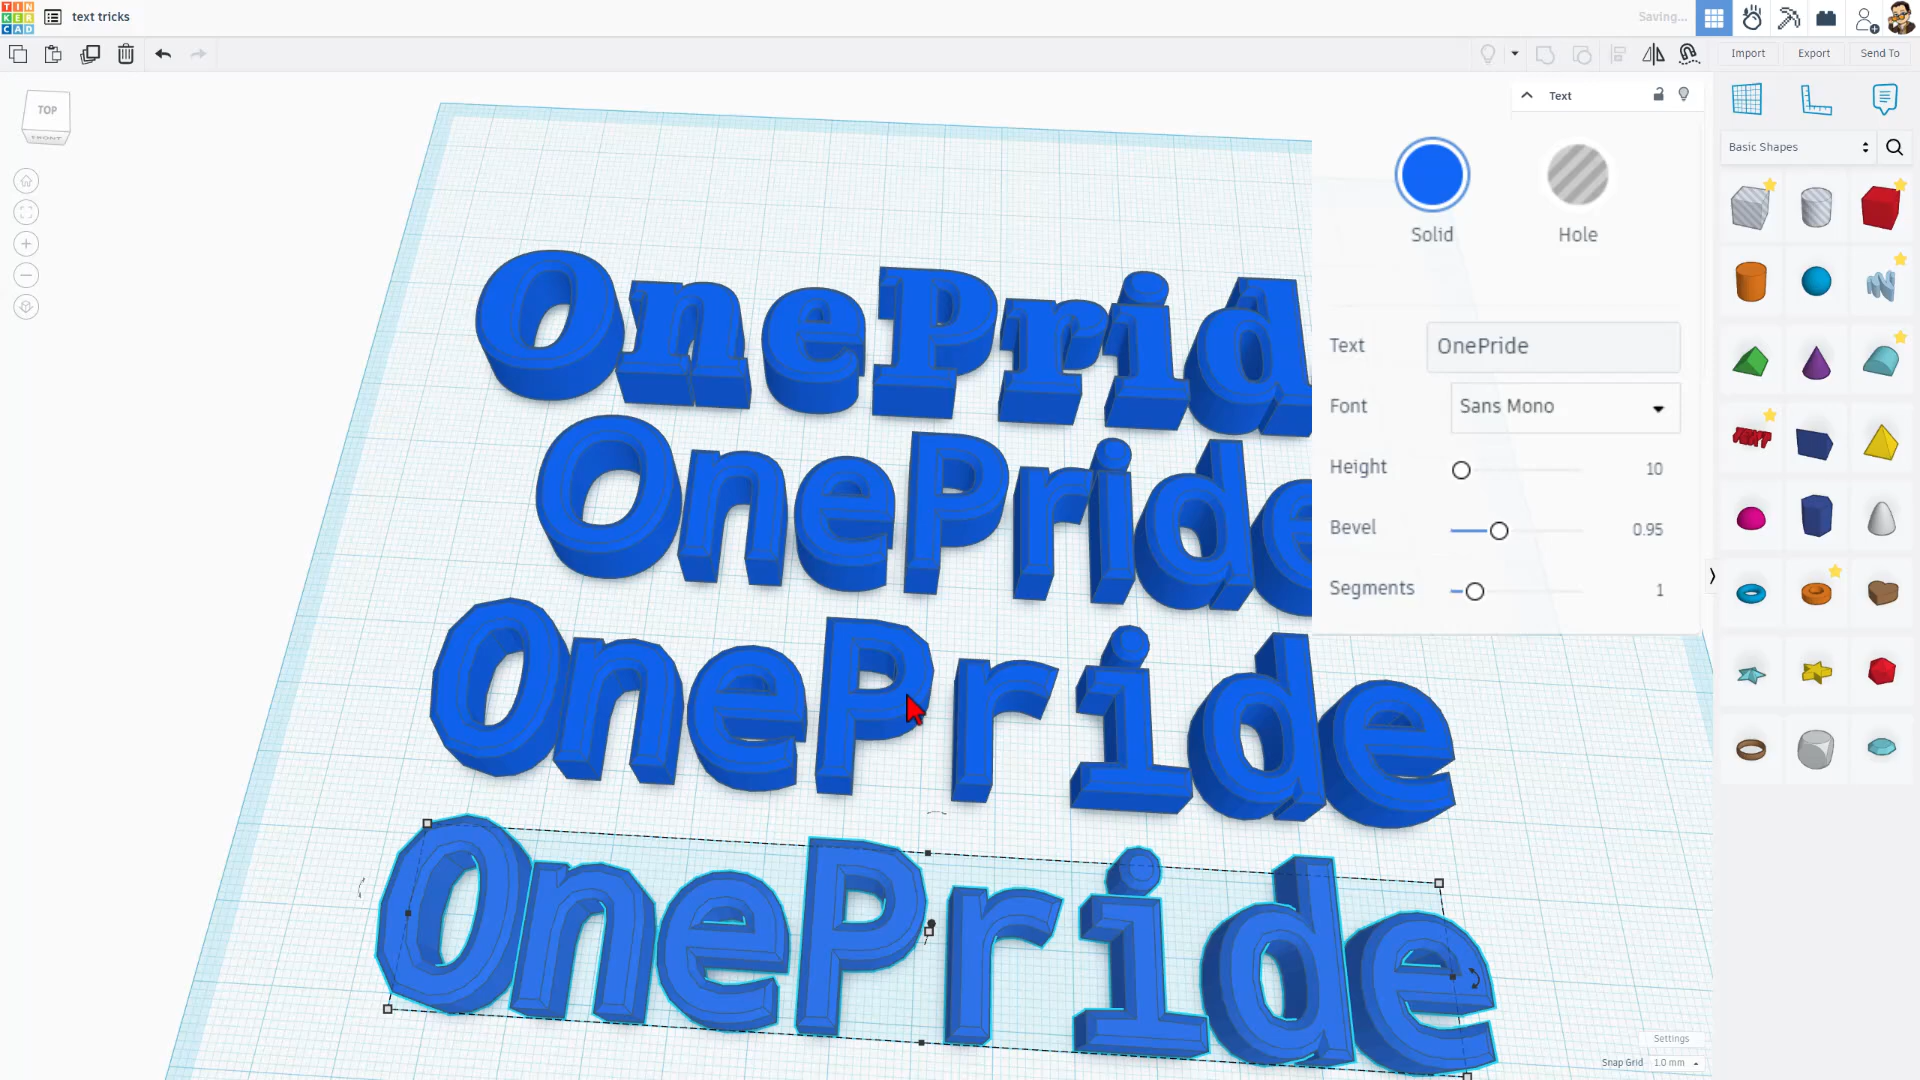 TIN
KER
CAD
text tricks
Saving...
Import
Export
Send To
TOP
FRONT
Text
Basic Shapes
Solid
Hole
Text
OnePride
Font
Sans Mono
Height
10
Bevel
0.95
Segments
1
OnePrid
OnePride
OnePride
OnePride
TEXT
Settings
Snap Grid
1.0 mm